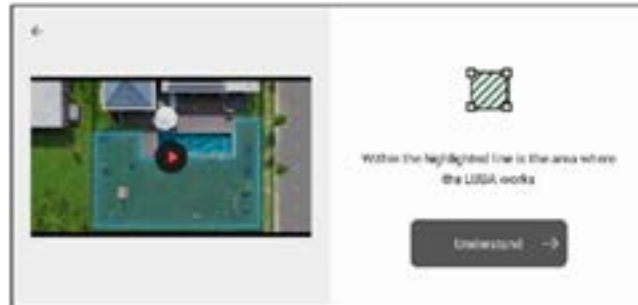 Within the highlighted line is the area where
the LUBA works
Understand